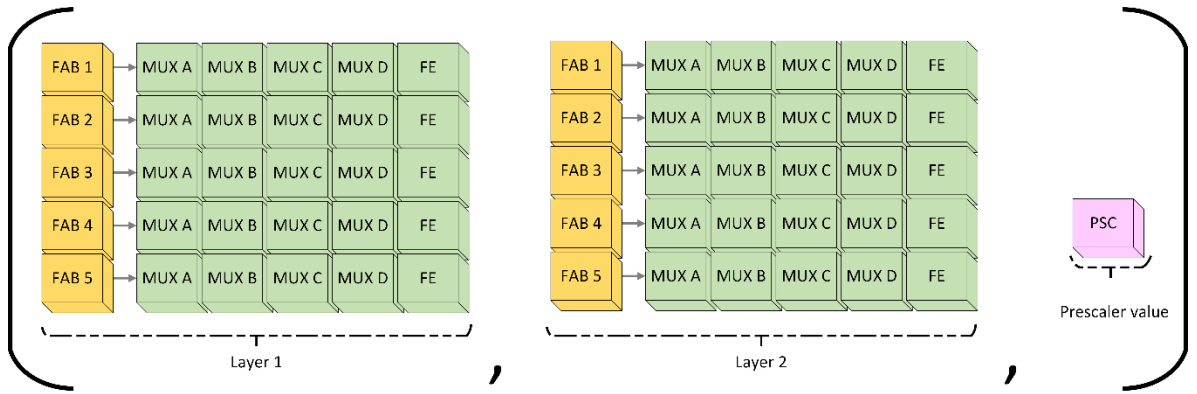 FAB 1 MUX A MUX B MUX C MUX D FE
FAB 2 MUX A MUX B MUX C MUX D FE
FAB 3 MUX A MUX B MUX C MUX D FE
FAB 4 MUX A MUX B MUX C MUX D FE
FAB 5 MUX A MUX B MUX C MUX D FE
Layer 1
,
FAB 1 MUX A MUX B MUX C MUX D FE
FAB 2 MUX A MUX B MUX C MUX D FE
FAB 3 MUX A MUX B MUX C MUX D FE
FAB 4 MUX A MUX B MUX C MUX D FE
FAB 5 MUX A MUX B MUX C MUX D FE
Layer 2
,
PSC
Prescaler value